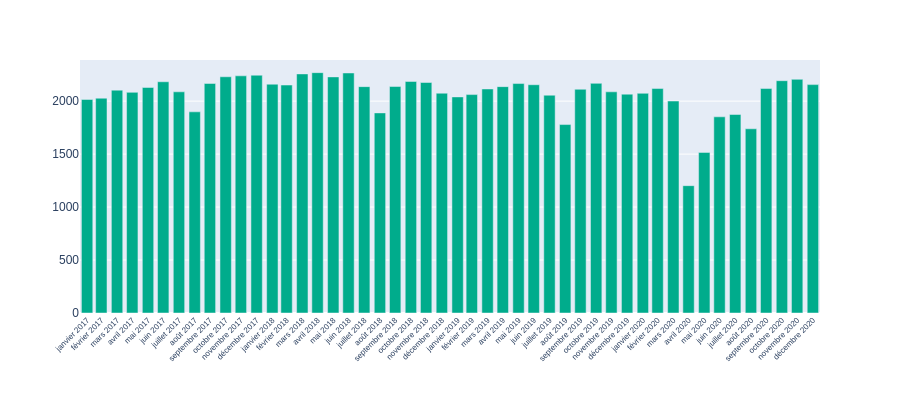 2000
1500
1000
500
0
janvier 2017
février 2017
mars 2017
avril 2017
mai 2017
juin 2017
juillet 2017
août 2017
septembre 2017
octobre 2017
novembre 2017
décembre 2017
janvier 2018
février 2018
mars 2018
avril 2018
mai 2018
juin 2018
juillet 2018
août 2018
septembre 2018
octobre 2018
novembre 2018
décembre 2018
janvier 2019
février 2019
mars 2019
avril 2019
mai 2019
juin 2019
juillet 2019
août 2019
septembre 2019
octobre 2019
novembre 2019
décembre 2019
janvier 2020
février 2020
mars 2020
avril 2020
mai 2020
juin 2020
juillet 2020
août 2020
septembre 2020
octobre 2020
novembre 2020
décembre 2020